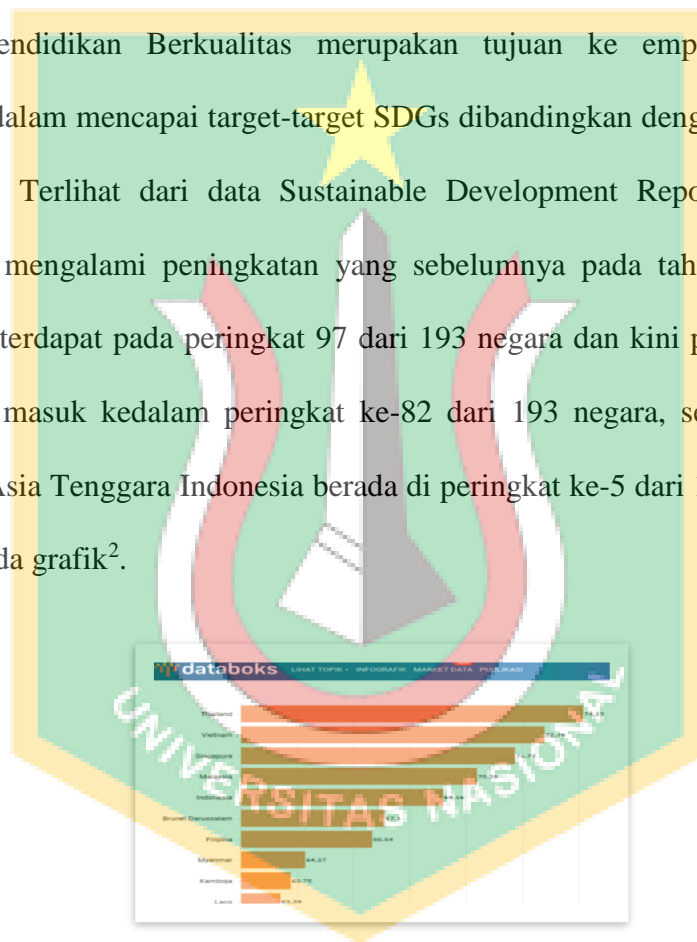 endidikan Berkualitas merupakan tujuan ke emp
dalam mencapai target-target SDGs dibandingkan deng
Terlihat dari data Sustainable Development Repo
mengalami peningkatan yang sebelumnya pada tah
terdapat pada peringkat 97 dari 193 negara dan kini p
masuk kedalam peringkat ke-82 dari 193 negara, se
Asia Tenggara Indonesia berada di peringkat ke-5 dari 1
da grafik².
databoks LIHAT TOPIK INFOGRAFIK MARKET DATA PUBLIKASI
Thailand
Vietnam
Singapura
Malaysia
Indonesia
Brunei Darussalam
Filipina 66,64
Myanmar 64,27
Kamboja 63,75
Laos
UNIVERSITAS NASIONAL